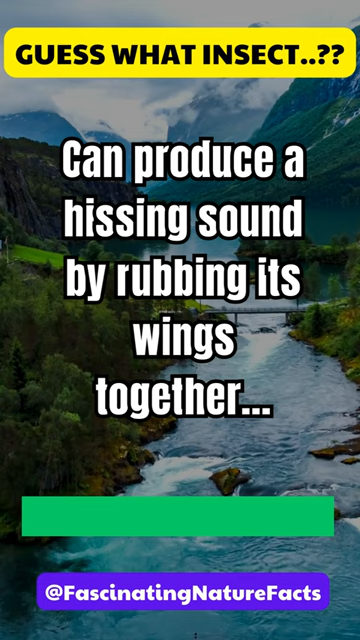 GUESS WHAT INSECT..??
Can produce a
hissing sound
by rubbing its
wings
together...
@FascinatingNatureFacts